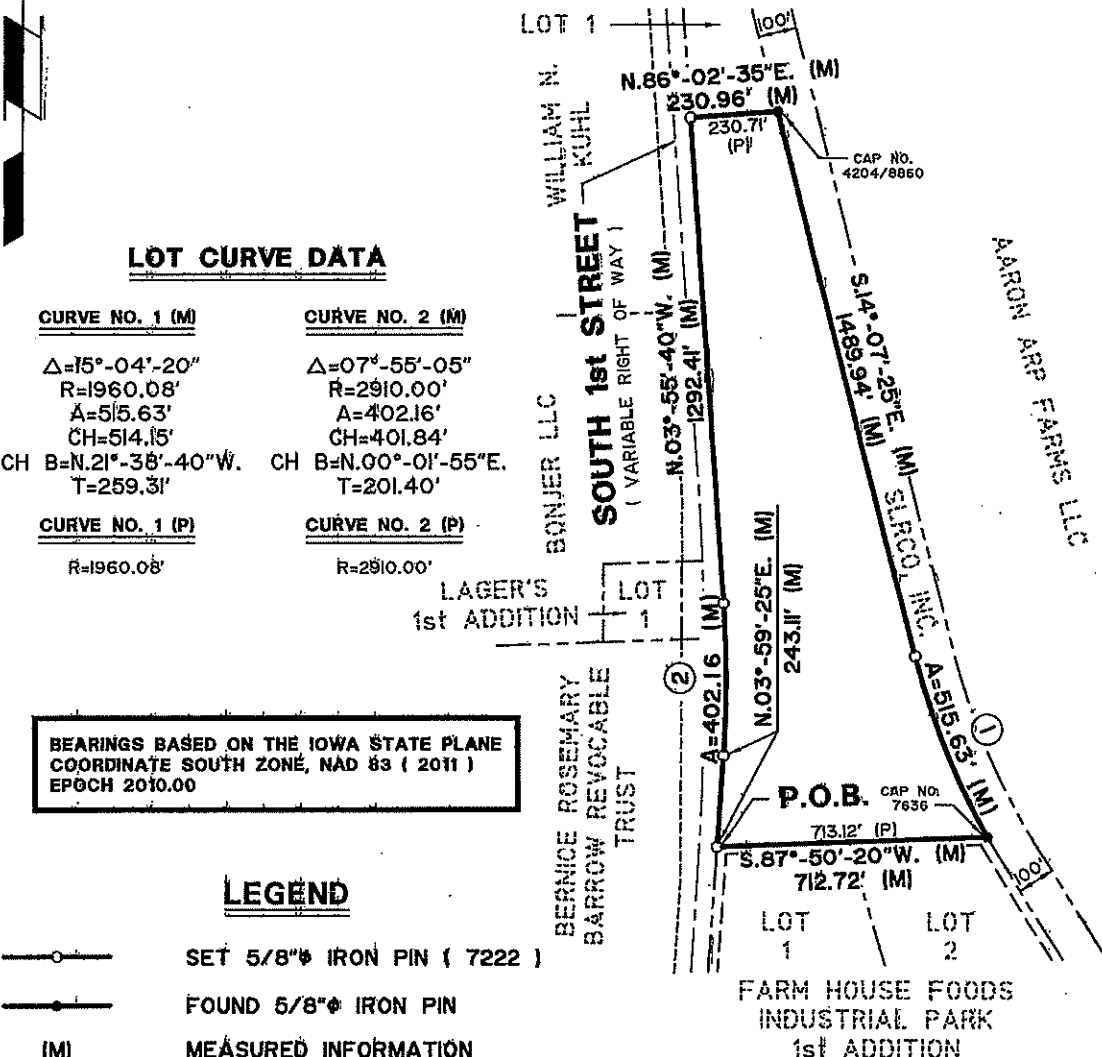 LOT 1
100'
N.86°-02'-35"E. (M)
230.96' (M)
230.71'
(P)
CAP NO.
4204/8860
WILLIAM N.
KUHL
SOUTH 1st STREET
( VARIABLE RIGHT OF WAY )
N.03°-55'-40"W. (M)
1292.41' (M)
S.14°-07'-25"E. (M)
1489.94' (M)
SLRCO, INC.
AARON ARP FARMS LLC
BONJER LLC
LOT CURVE DATA
CURVE NO. 1 (M)
Δ=15°-04'-20"
R=1960.08'
A=515.63'
CH=514.15'
CH B=N.21°-38'-40"W.
T=259.31'
CURVE NO. 1 (P)
R=1960.08'
CURVE NO. 2 (M)
Δ=07°-55'-05"
R=2910.00'
A=402.16'
CH=401.84'
CH B=N.00°-01'-55"E.
T=201.40'
CURVE NO. 2 (P)
R=2910.00'
LAGER'S
1st ADDITION
LOT
1
A=402.16 (M)
N.03°-59'-25"E. (M)
243.11' (M)
2
A=515.63' (M)
1
BEARINGS BASED ON THE IOWA STATE PLANE
COORDINATE SOUTH ZONE, NAD 83 ( 2011 )
EPOCH 2010.00
BERNICE ROSEMARY
BARROW REVOCABLE
TRUST
P.O.B.
CAP NO.
7636
713.12' (P)
S.87°-50'-20"W. (M)
712.72' (M)
100'
LOT
1
LOT
2
FARM HOUSE FOODS
INDUSTRIAL PARK
1st ADDITION
LEGEND
SET 5/8"φ IRON PIN ( 7222 )
FOUND 5/8"φ IRON PIN
(M) MEASURED INFORMATION